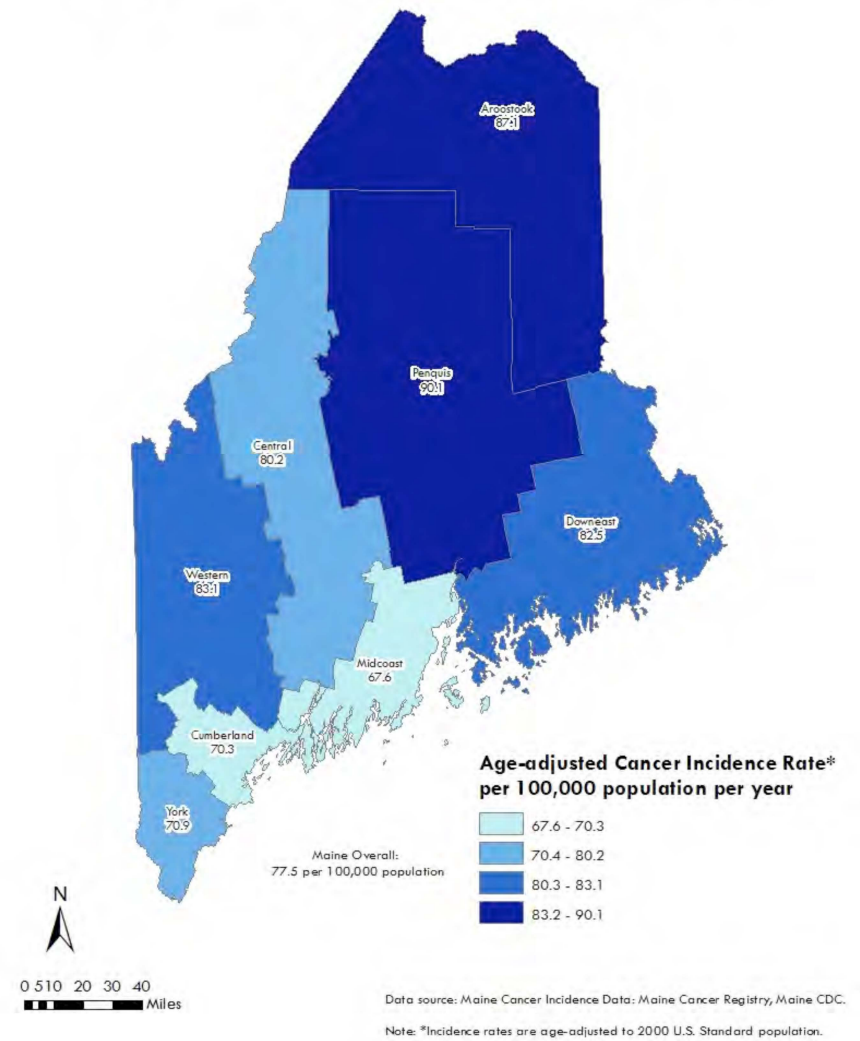 Aroostook
87.1
Penquis
90.1
Central
80.2
Downeast
82.5
Western
83.1
Midcoast
67.6
Cumberland
70.3
York
70.9
Age-adjusted Cancer Incidence Rate*
per 100,000 population per year
67.6 - 70.3
70.4 - 80.2
80.3 - 83.1
83.2 - 90.1
Maine Overall:
77.5 per 100,000 population
N
0 510 20 30 40
Miles
Data source: Maine Cancer Incidence Data: Maine Cancer Registry, Maine CDC.
Note: *Incidence rates are age-adjusted to 2000 U.S. Standard population.